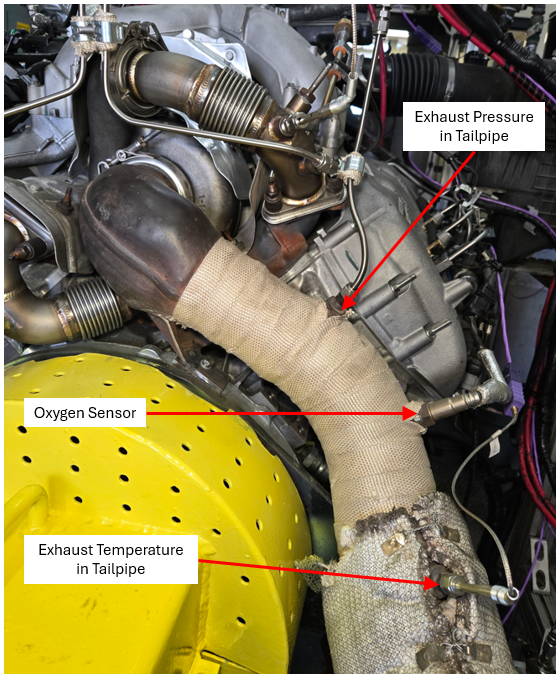 Exhaust Pressure
in Tailpipe
Oxygen Sensor
Exhaust Temperature
in Tailpipe